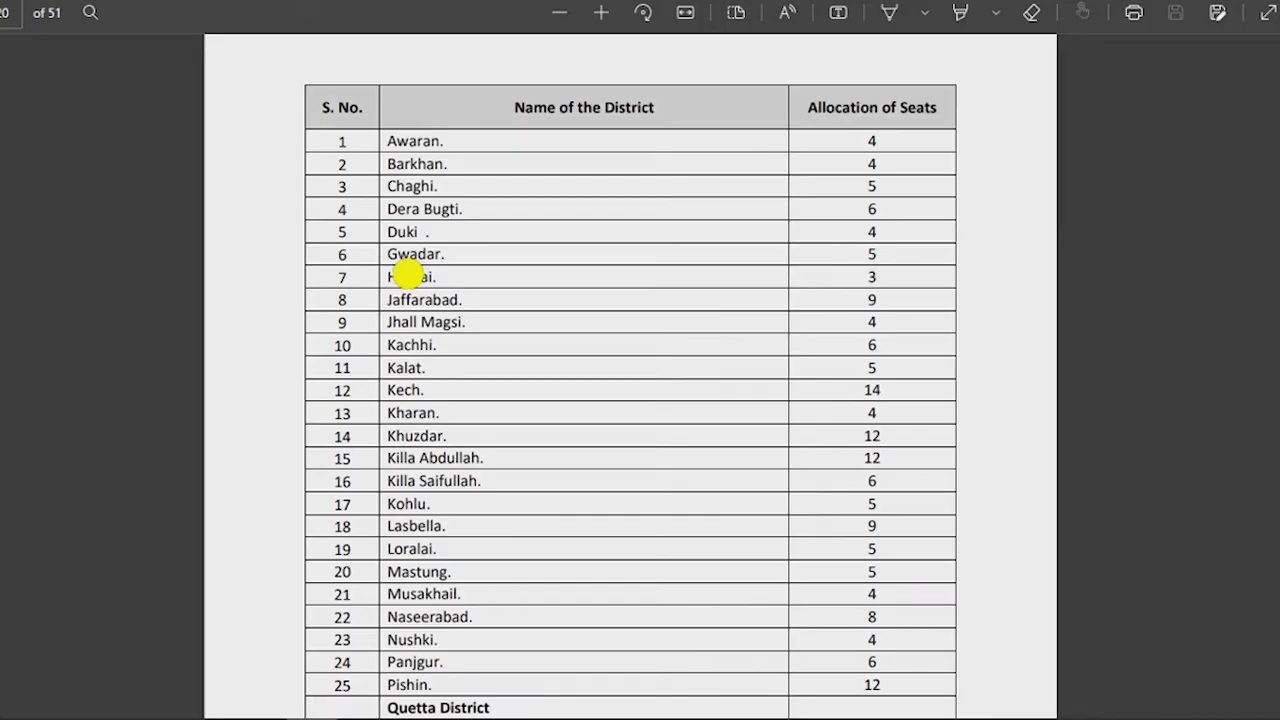 20 of 51
S. No. Name of the District Allocation of Seats
1 Awaran. 4
2 Barkhan. 4
3 Chaghi. 5
4 Dera Bugti. 6
5 Duki . 4
6 Gwadar. 5
7 3
8 Jaffarabad. 9
9 Jhall Magsi. 4
10 Kachhi. 6
11 Kalat. 5
12 Kech. 14
13 Kharan. 4
14 Khuzdar. 12
15 Killa Abdullah. 12
16 Killa Saifullah. 6
17 Kohlu. 5
18 Lasbella. 9
19 Loralai. 5
20 Mastung. 5
21 Musakhail. 4
22 Naseerabad. 8
23 Nushki. 4
24 Panjgur. 6
25 Pishin. 12
Quetta District